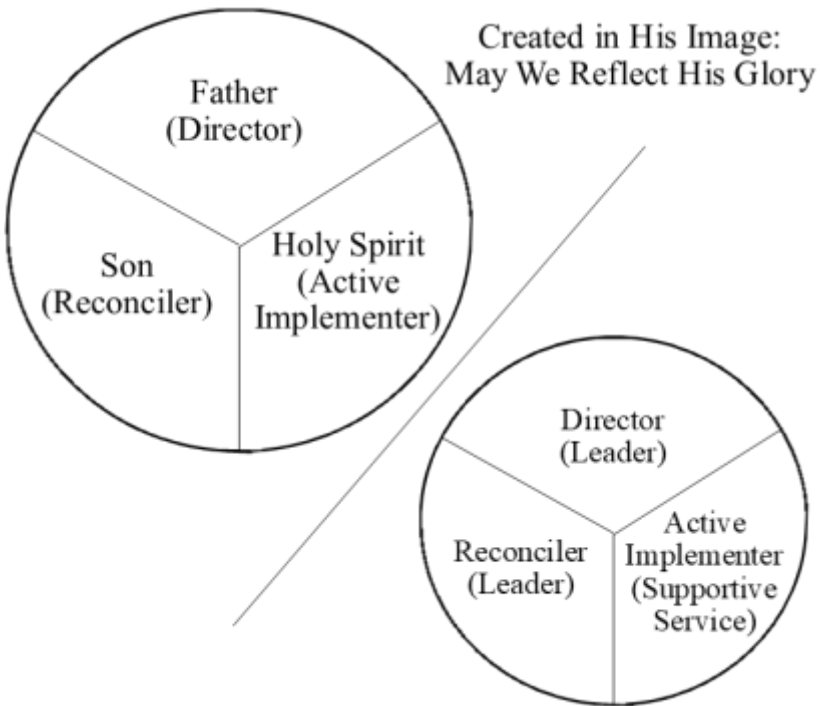 Created in His Image:
May We Reflect His Glory
Father
(Director)
Son
(Reconciler)
Holy Spirit
(Active
Implementer)
Director
(Leader)
Reconciler
(Leader)
Active
Implementer
(Supportive
Service)